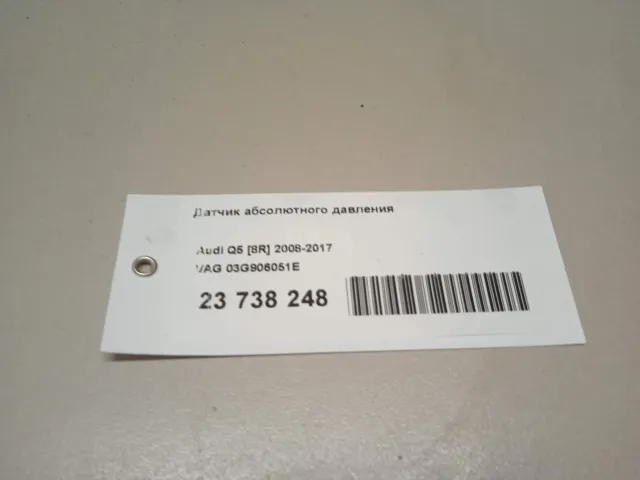 Датчик абсолютного давления
Audi Q5 [8R] 2008-2017
VAG 03G906051E
23 738 248